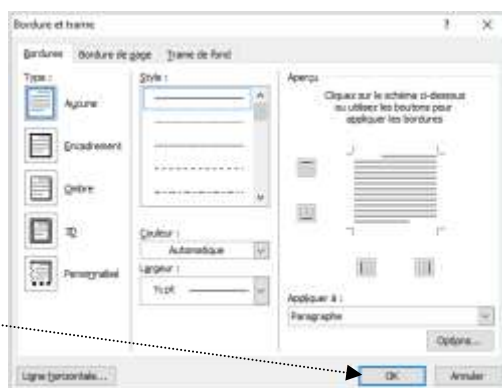 Bordure et trame ? ×
Bordures Bordure de page Trame de fond
Type :
Aucune
Encadrement
Ombre
3D
Personnalisé
Style :
Couleur :
Automatique
Largeur :
½ pt
Aperçu
Cliquez sur le schéma ci-dessous
ou utilisez les boutons pour
appliquer les bordures
Appliquer à :
Paragraphe
Options...
Ligne horizontale...
OK
Annuler